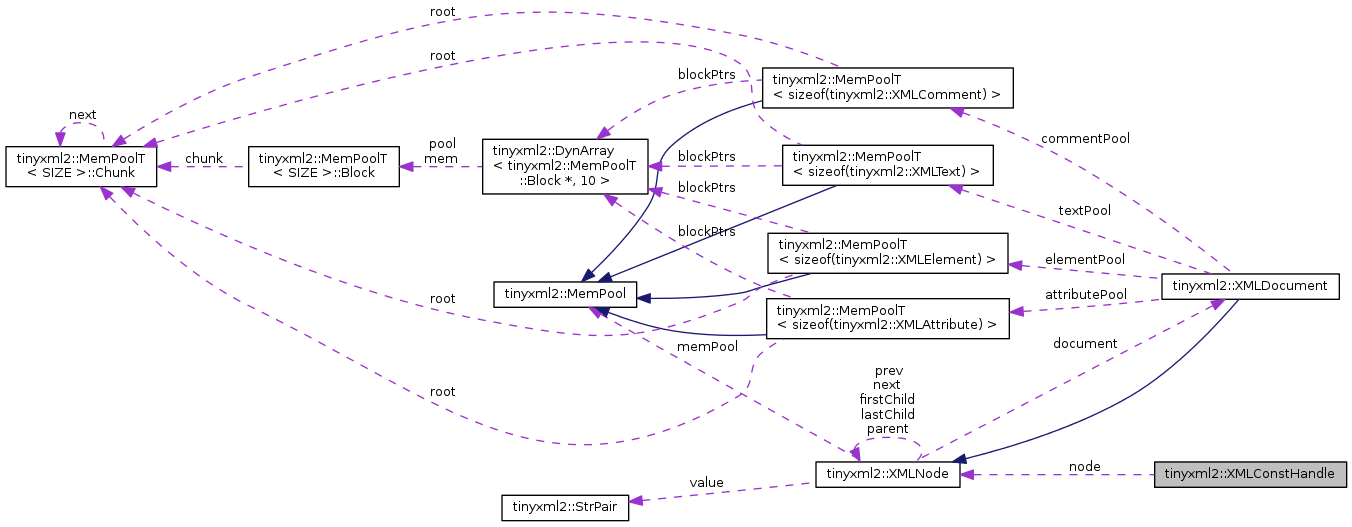 root
root
blockPtrs
tinyxml2::MemPoolT
< sizeof(tinyxml2::XMLComment) >
next
commentPool
tinyxml2::MemPoolT
< SIZE >::Chunk
chunk
tinyxml2::MemPoolT
< SIZE >::Block
pool
mem
tinyxml2::DynArray
< tinyxml2::MemPoolT
::Block *, 10 >
blockPtrs
tinyxml2::MemPoolT
< sizeof(tinyxml2::XMLText) >
blockPtrs
textPool
blockPtrs
tinyxml2::MemPoolT
< sizeof(tinyxml2::XMLElement) >
elementPool
tinyxml2::XMLDocument
tinyxml2::MemPool
root
attributePool
tinyxml2::MemPoolT
< sizeof(tinyxml2::XMLAttribute) >
memPool
document
root
prev
next
firstChild
lastChild
parent
tinyxml2::XMLNode
node
tinyxml2::XMLConstHandle
value
tinyxml2::StrPair